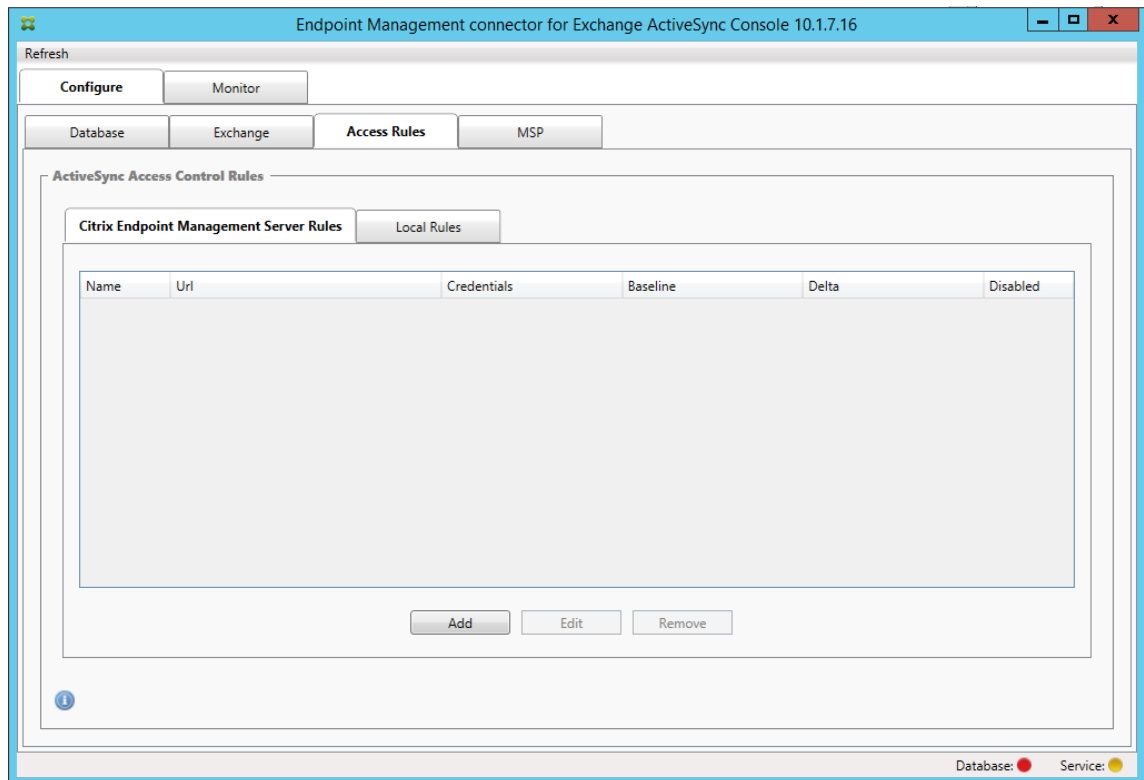 Endpoint Management connector for Exchange ActiveSync Console 10.1.7.16
Refresh
Configure Monitor
Database Exchange Access Rules MSP
ActiveSync Access Control Rules
Citrix Endpoint Management Server Rules Local Rules
Name Url Credentials Baseline Delta Disabled
Add Edit Remove
Database: Service: